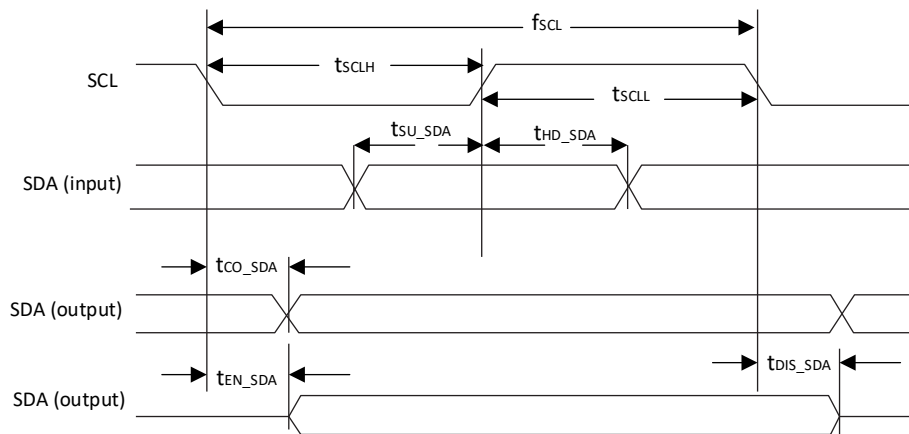 fSCL
SCL
tSCLH
tSCLL
tSU_SDA
tHD_SDA
SDA (input)
tCO_SDA
SDA (output)
tEN_SDA
tDIS_SDA
SDA (output)